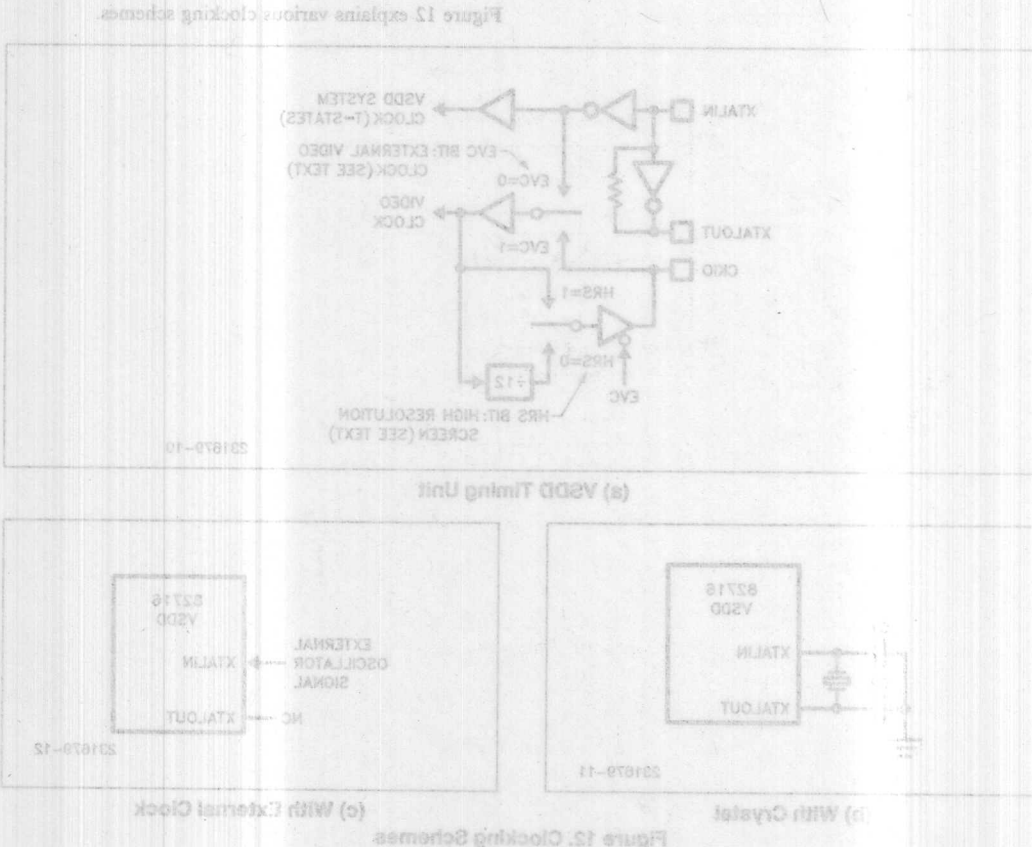 Figure 12 explains various clocking schemes.
XTALIN
XTALOUT
CKIO
VSDD SYSTEM
CLOCK (T-STATES)
EVC BIT: EXTERNAL VIDEO
CLOCK (SEE TEXT)
EVC=0
VIDEO
CLOCK
EVC=1
HRS=1
HRS=0
÷12
EVC
HRS BIT: HIGH RESOLUTION
SCREEN (SEE TEXT)
231679-10
(a) VSDD Timing Unit
82716
VSDD
XTALIN
XTALOUT
231679-11
(b) With Crystal
EXTERNAL
OSCILLATOR
SIGNAL
NC
82716
VSDD
XTALIN
XTALOUT
231679-12
(c) With External Clock
Figure 12. Clocking Schemes